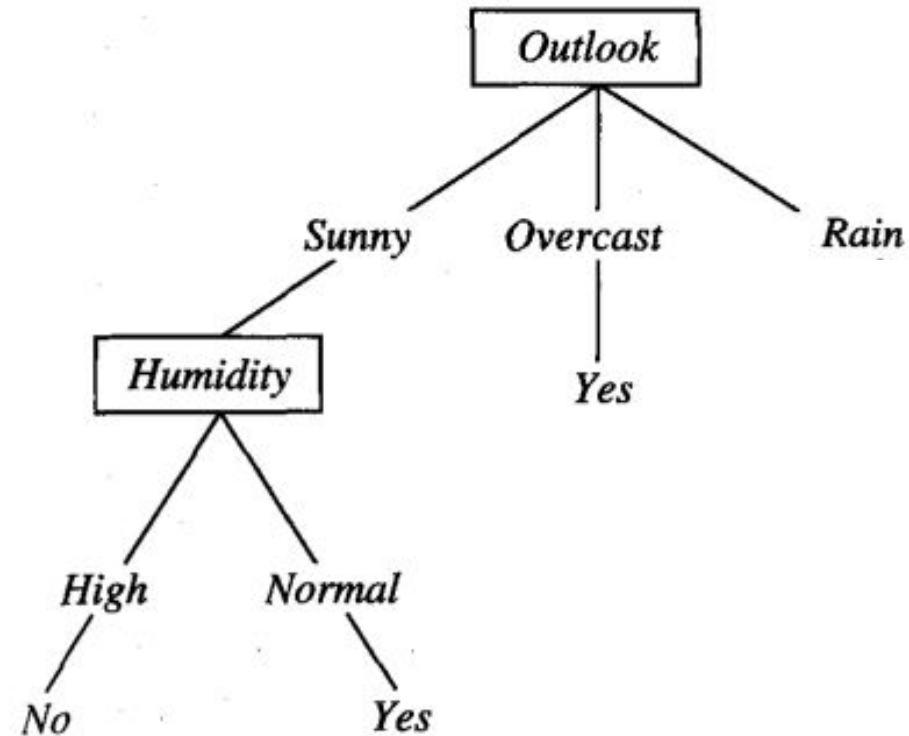 Outlook
Sunny Overcast Rain
Humidity
Yes
High Normal
No Yes